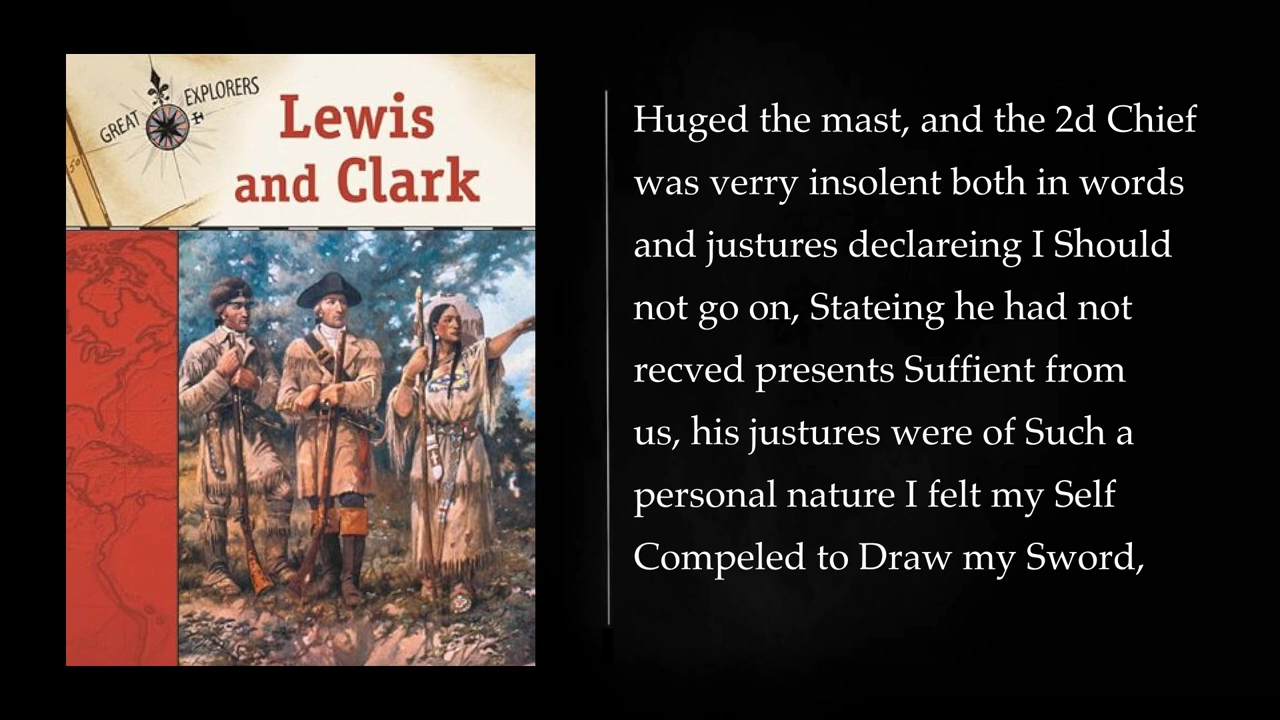 GREAT EXPLORERS
Lewis
and Clark
50
Huged the mast, and the 2d Chief
was verry insolent both in words
and justures declareing I Should
not go on, Stateing he had not
recved presents Suffient from
us, his justures were of Such a
personal nature I felt my Self
Compeled to Draw my Sword,